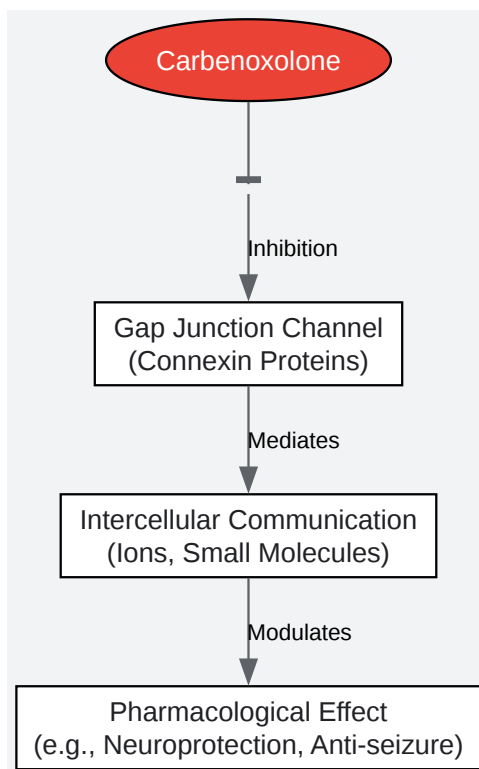 Carbenoxolone
Inhibition
Gap Junction Channel
(Connexin Proteins)
Mediates
Intercellular Communication
(Ions, Small Molecules)
Modulates
Pharmacological Effect
(e.g., Neuroprotection, Anti-seizure)